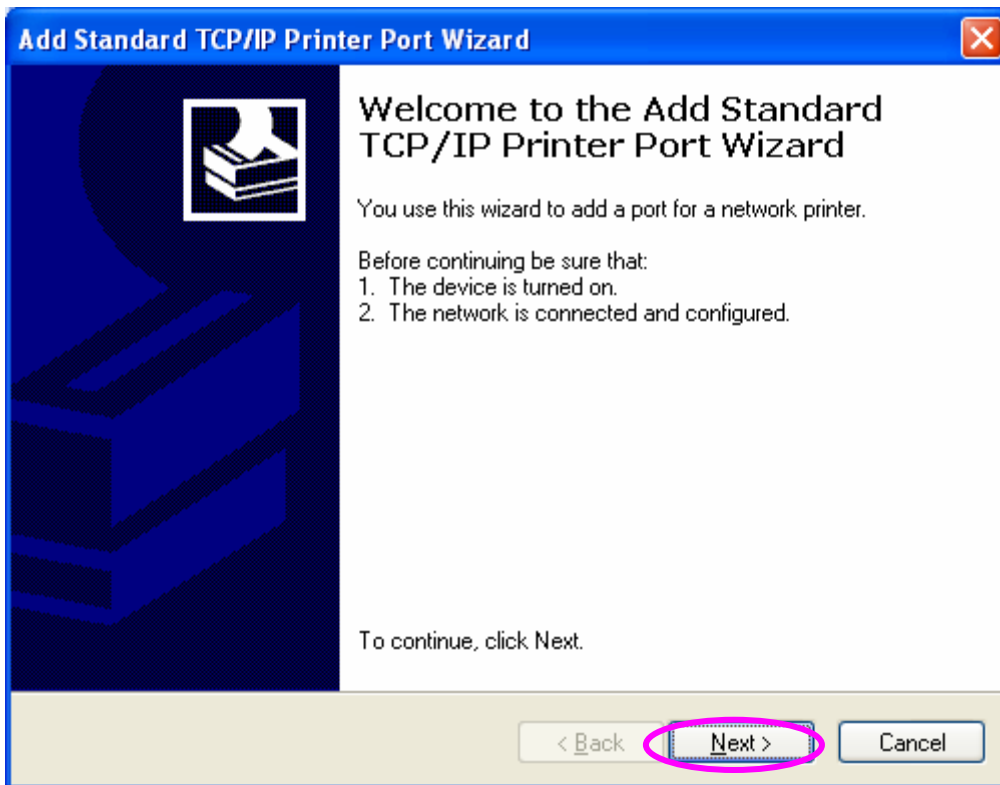 Add Standard TCP/IP Printer Port Wizard
Welcome to the Add Standard
TCP/IP Printer Port Wizard
You use this wizard to add a port for a network printer.
Before continuing be sure that:
1. The device is turned on.
2. The network is connected and configured.
To continue, click Next.
< Back
Next >
Cancel